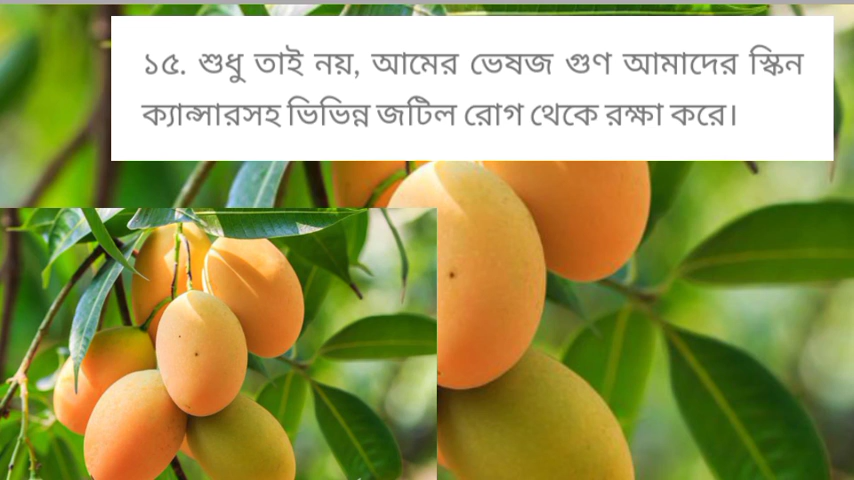 ১৫. শুধু তাই নয়, আমের ভেষজ গুণ আমাদের স্কিন
ক্যান্সারসহ ভিভিন্ন জটিল রোগ থেকে রক্ষা করে।